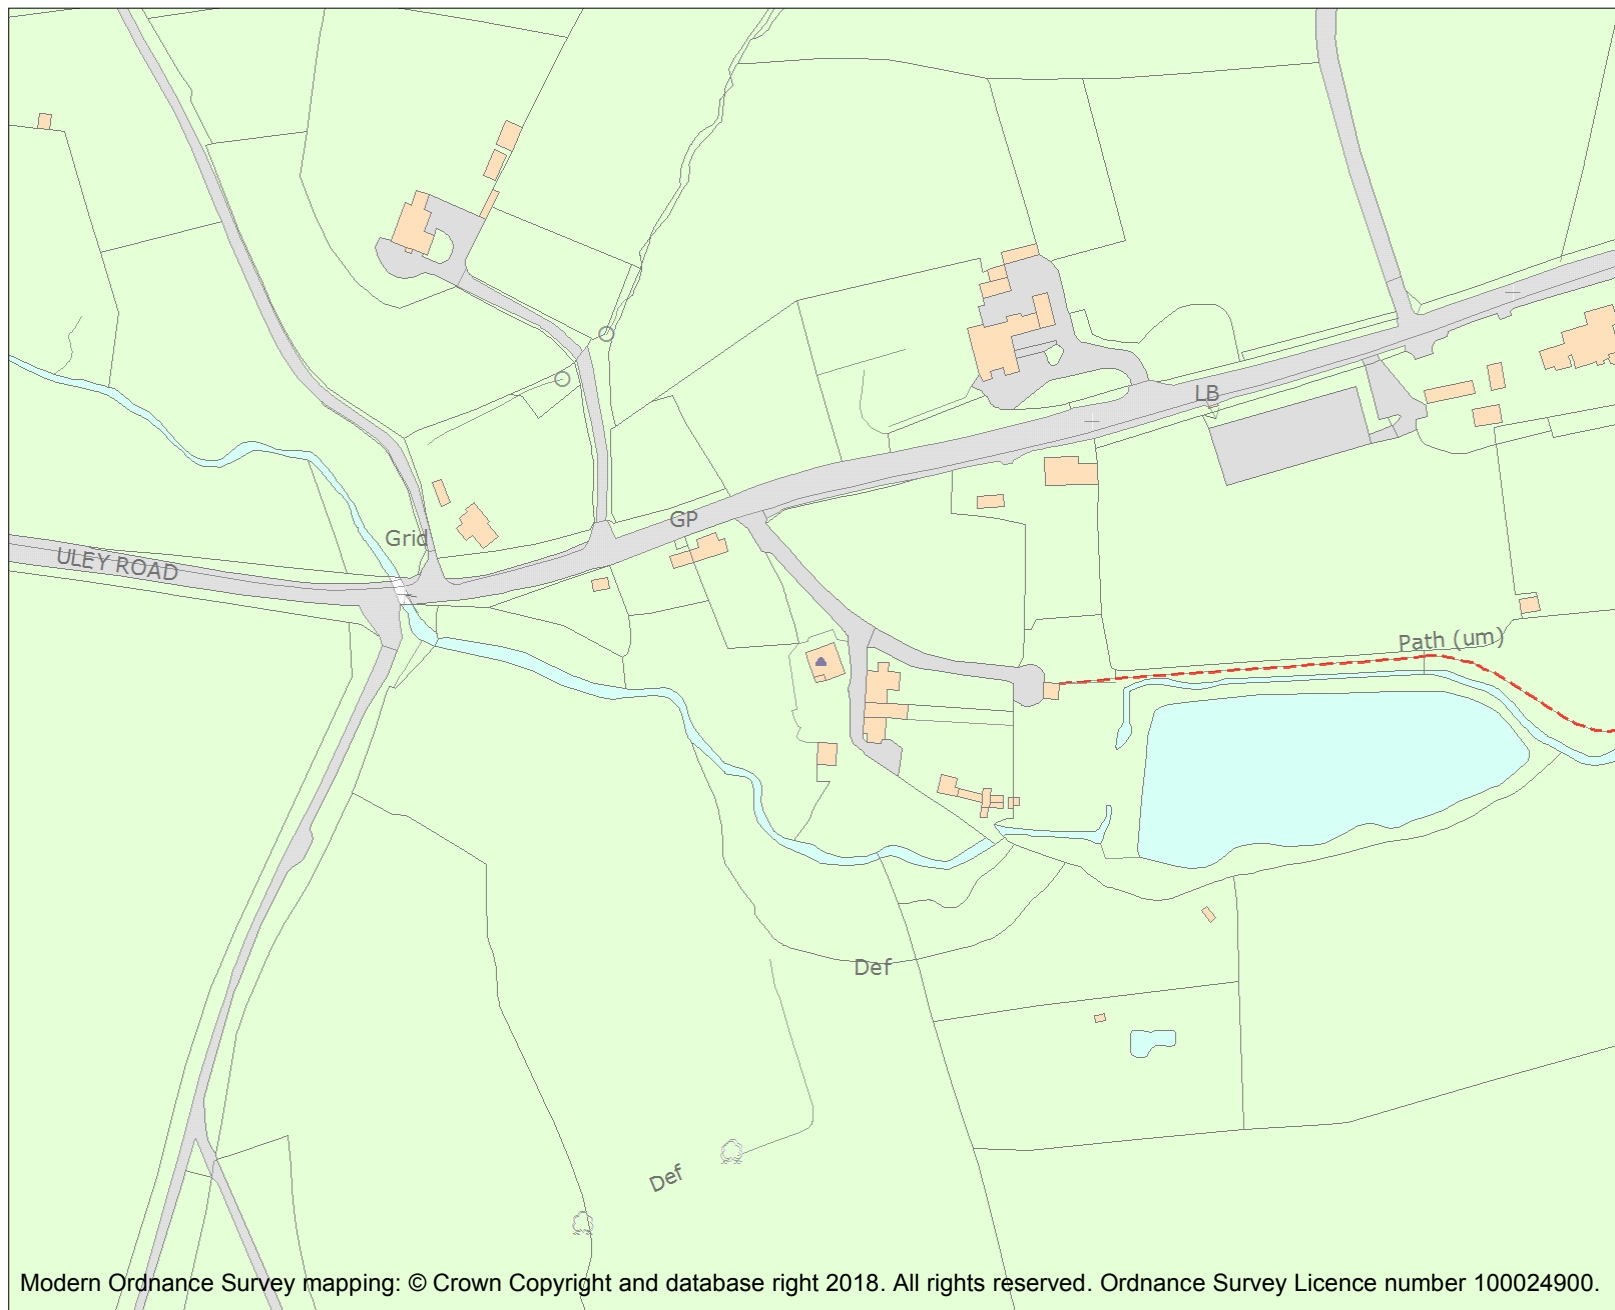 LB
GP
Grid
ULEY ROAD
Path (um)
Def
Def
Modern Ordnance Survey mapping: © Crown Copyright and database right 2018. All rights reserved. Ordnance Survey Licence number 100024900.